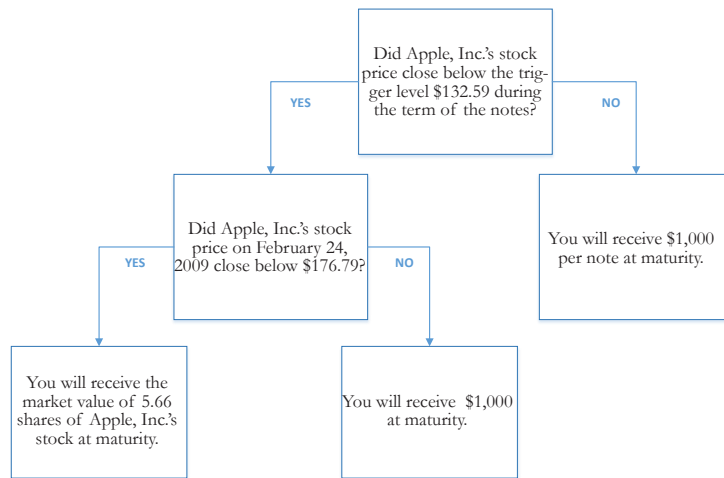 Did Apple, Inc.'s stock
price close below the trig-
ger level $132.59 during
the term of the notes?
YES
NO
Did Apple, Inc.'s stock
price on February 24,
2009 close below $176.79?
You will receive $1,000
per note at maturity.
YES
NO
You will receive the
market value of 5.66
shares of Apple, Inc.'s
stock at maturity.
You will receive $1,000
at maturity.